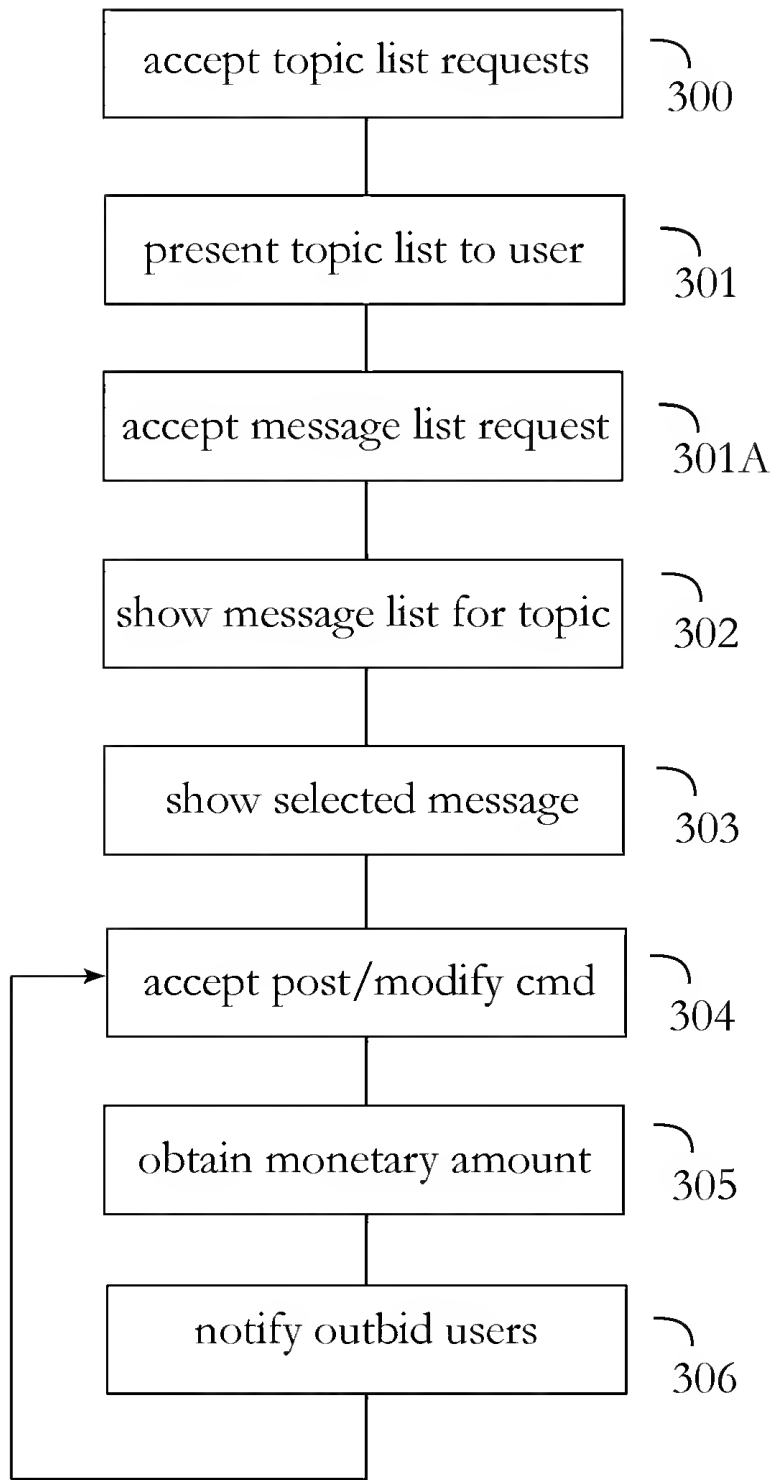 accept topic list requests
300
present topic list to user
301
accept message list request
301A
show message list for topic
302
show selected message
303
accept post/modify cmd
304
obtain monetary amount
305
notify outbid users
306